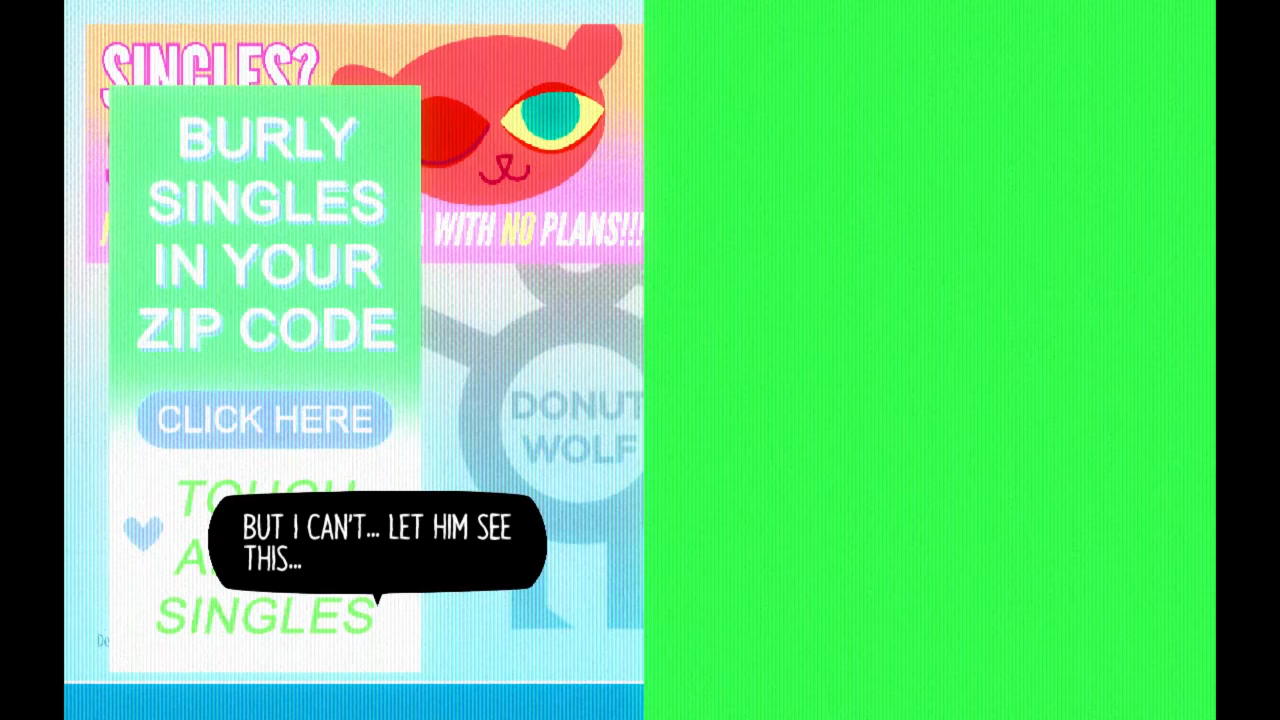 SINGLES?
BURLY
SINGLES
IN YOUR
ZIP CODE
WITH NO PLANS!!!
CLICK HERE
DONUT
WOLF
SINGLES
BUT I CAN'T... LET HIM SEE
THIS...